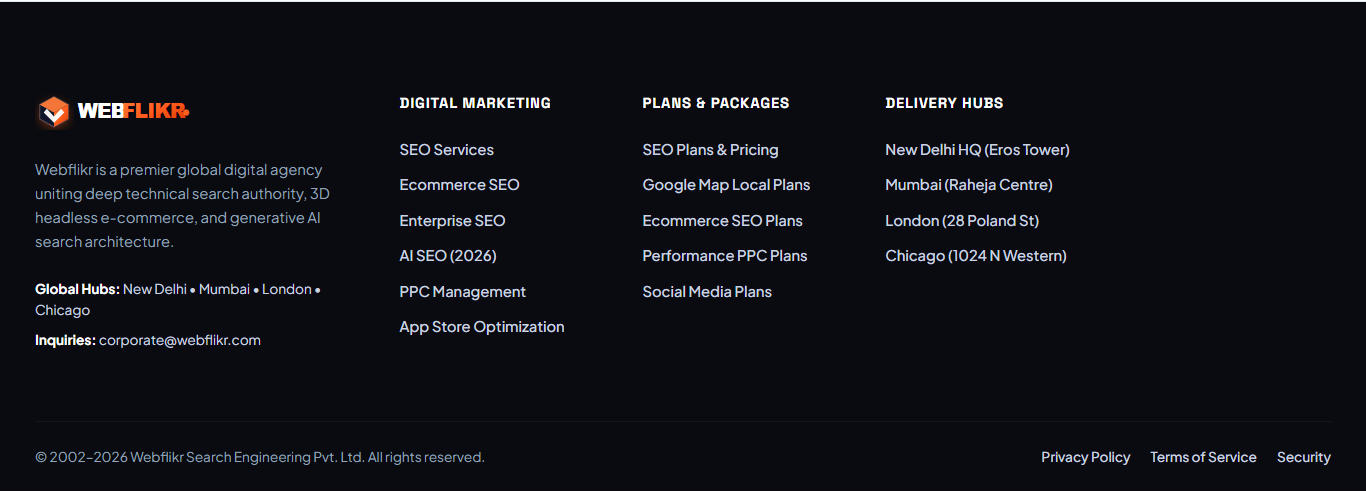 WEBFLIKR
Webflikr is a premier global digital agency
uniting deep technical search authority, 3D
headless e-commerce, and generative AI
search architecture.
Global Hubs: New Delhi • Mumbai • London •
Chicago
Inquiries: corporate@webflikr.com
DIGITAL MARKETING
SEO Services
Ecommerce SEO
Enterprise SEO
AI SEO (2026)
PPC Management
App Store Optimization
PLANS & PACKAGES
SEO Plans & Pricing
Google Map Local Plans
Ecommerce SEO Plans
Performance PPC Plans
Social Media Plans
DELIVERY HUBS
New Delhi HQ (Eros Tower)
Mumbai (Raheja Centre)
London (28 Poland St)
Chicago (1024 N Western)
© 2002–2026 Webflikr Search Engineering Pvt. Ltd. All rights reserved.
Privacy Policy Terms of Service Security